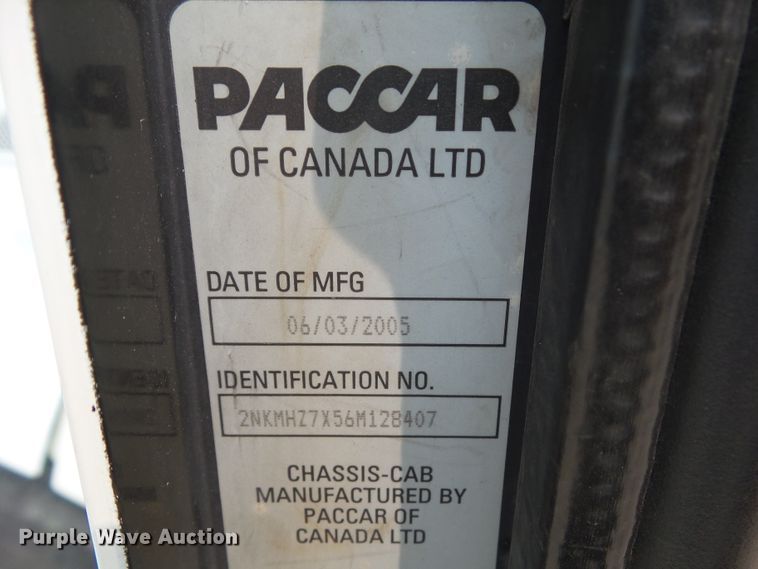 PACCAR
OF CANADA LTD
DATE OF MFG
06/03/2005
IDENTIFICATION NO.
2NKMHZ7X56M128407
CHASSIS-CAB
MANUFACTURED BY
PACCAR OF
CANADA LTD
Purple Wave Auction